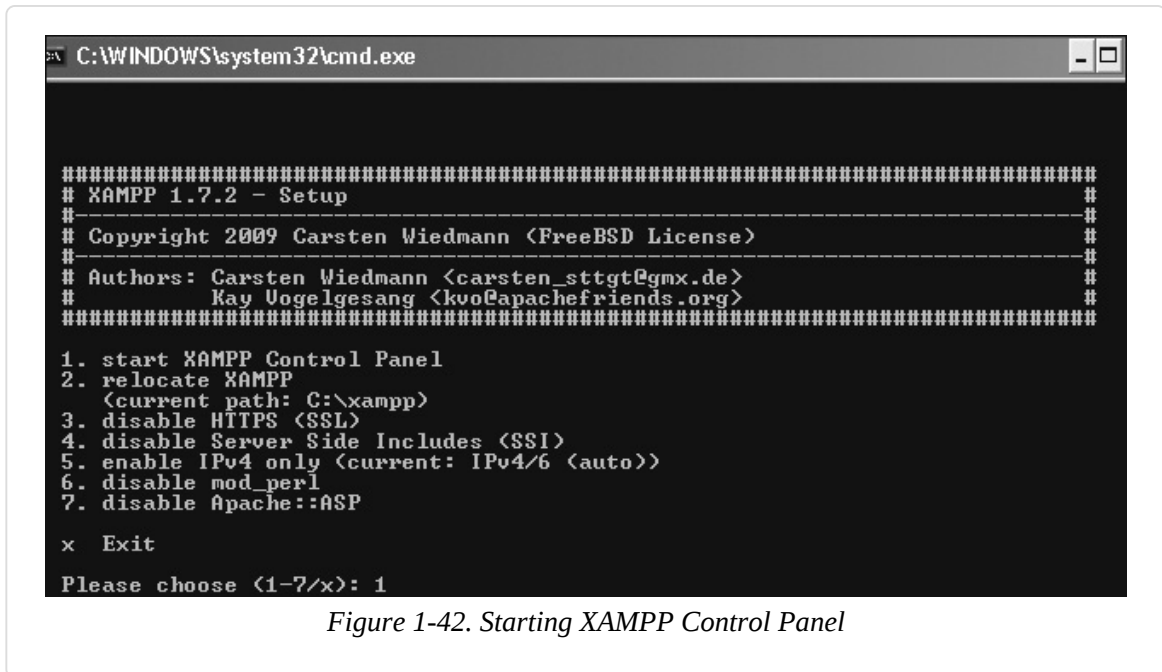 C:\WINDOWS\system32\cmd.exe
#############################################################################
# XAMPP 1.7.2 - Setup #
#---------------------------------------------------------------------------#
# Copyright 2009 Carsten Wiedmann (FreeBSD License) #
#---------------------------------------------------------------------------#
# Authors: Carsten Wiedmann <carsten_sttgt@gmx.de> #
# Kay Vogelgesang <kvo@apachefriends.org> #
#############################################################################
1. start XAMPP Control Panel
2. relocate XAMPP
(current path: C:\xampp)
3. disable HTTPS (SSL)
4. disable Server Side Includes (SSI)
5. enable IPv4 only (current: IPv4/6 (auto))
6. disable mod_perl
7. disable Apache::ASP
x Exit
Please choose (1-7/x): 1
Figure 1-42. Starting XAMPP Control Panel